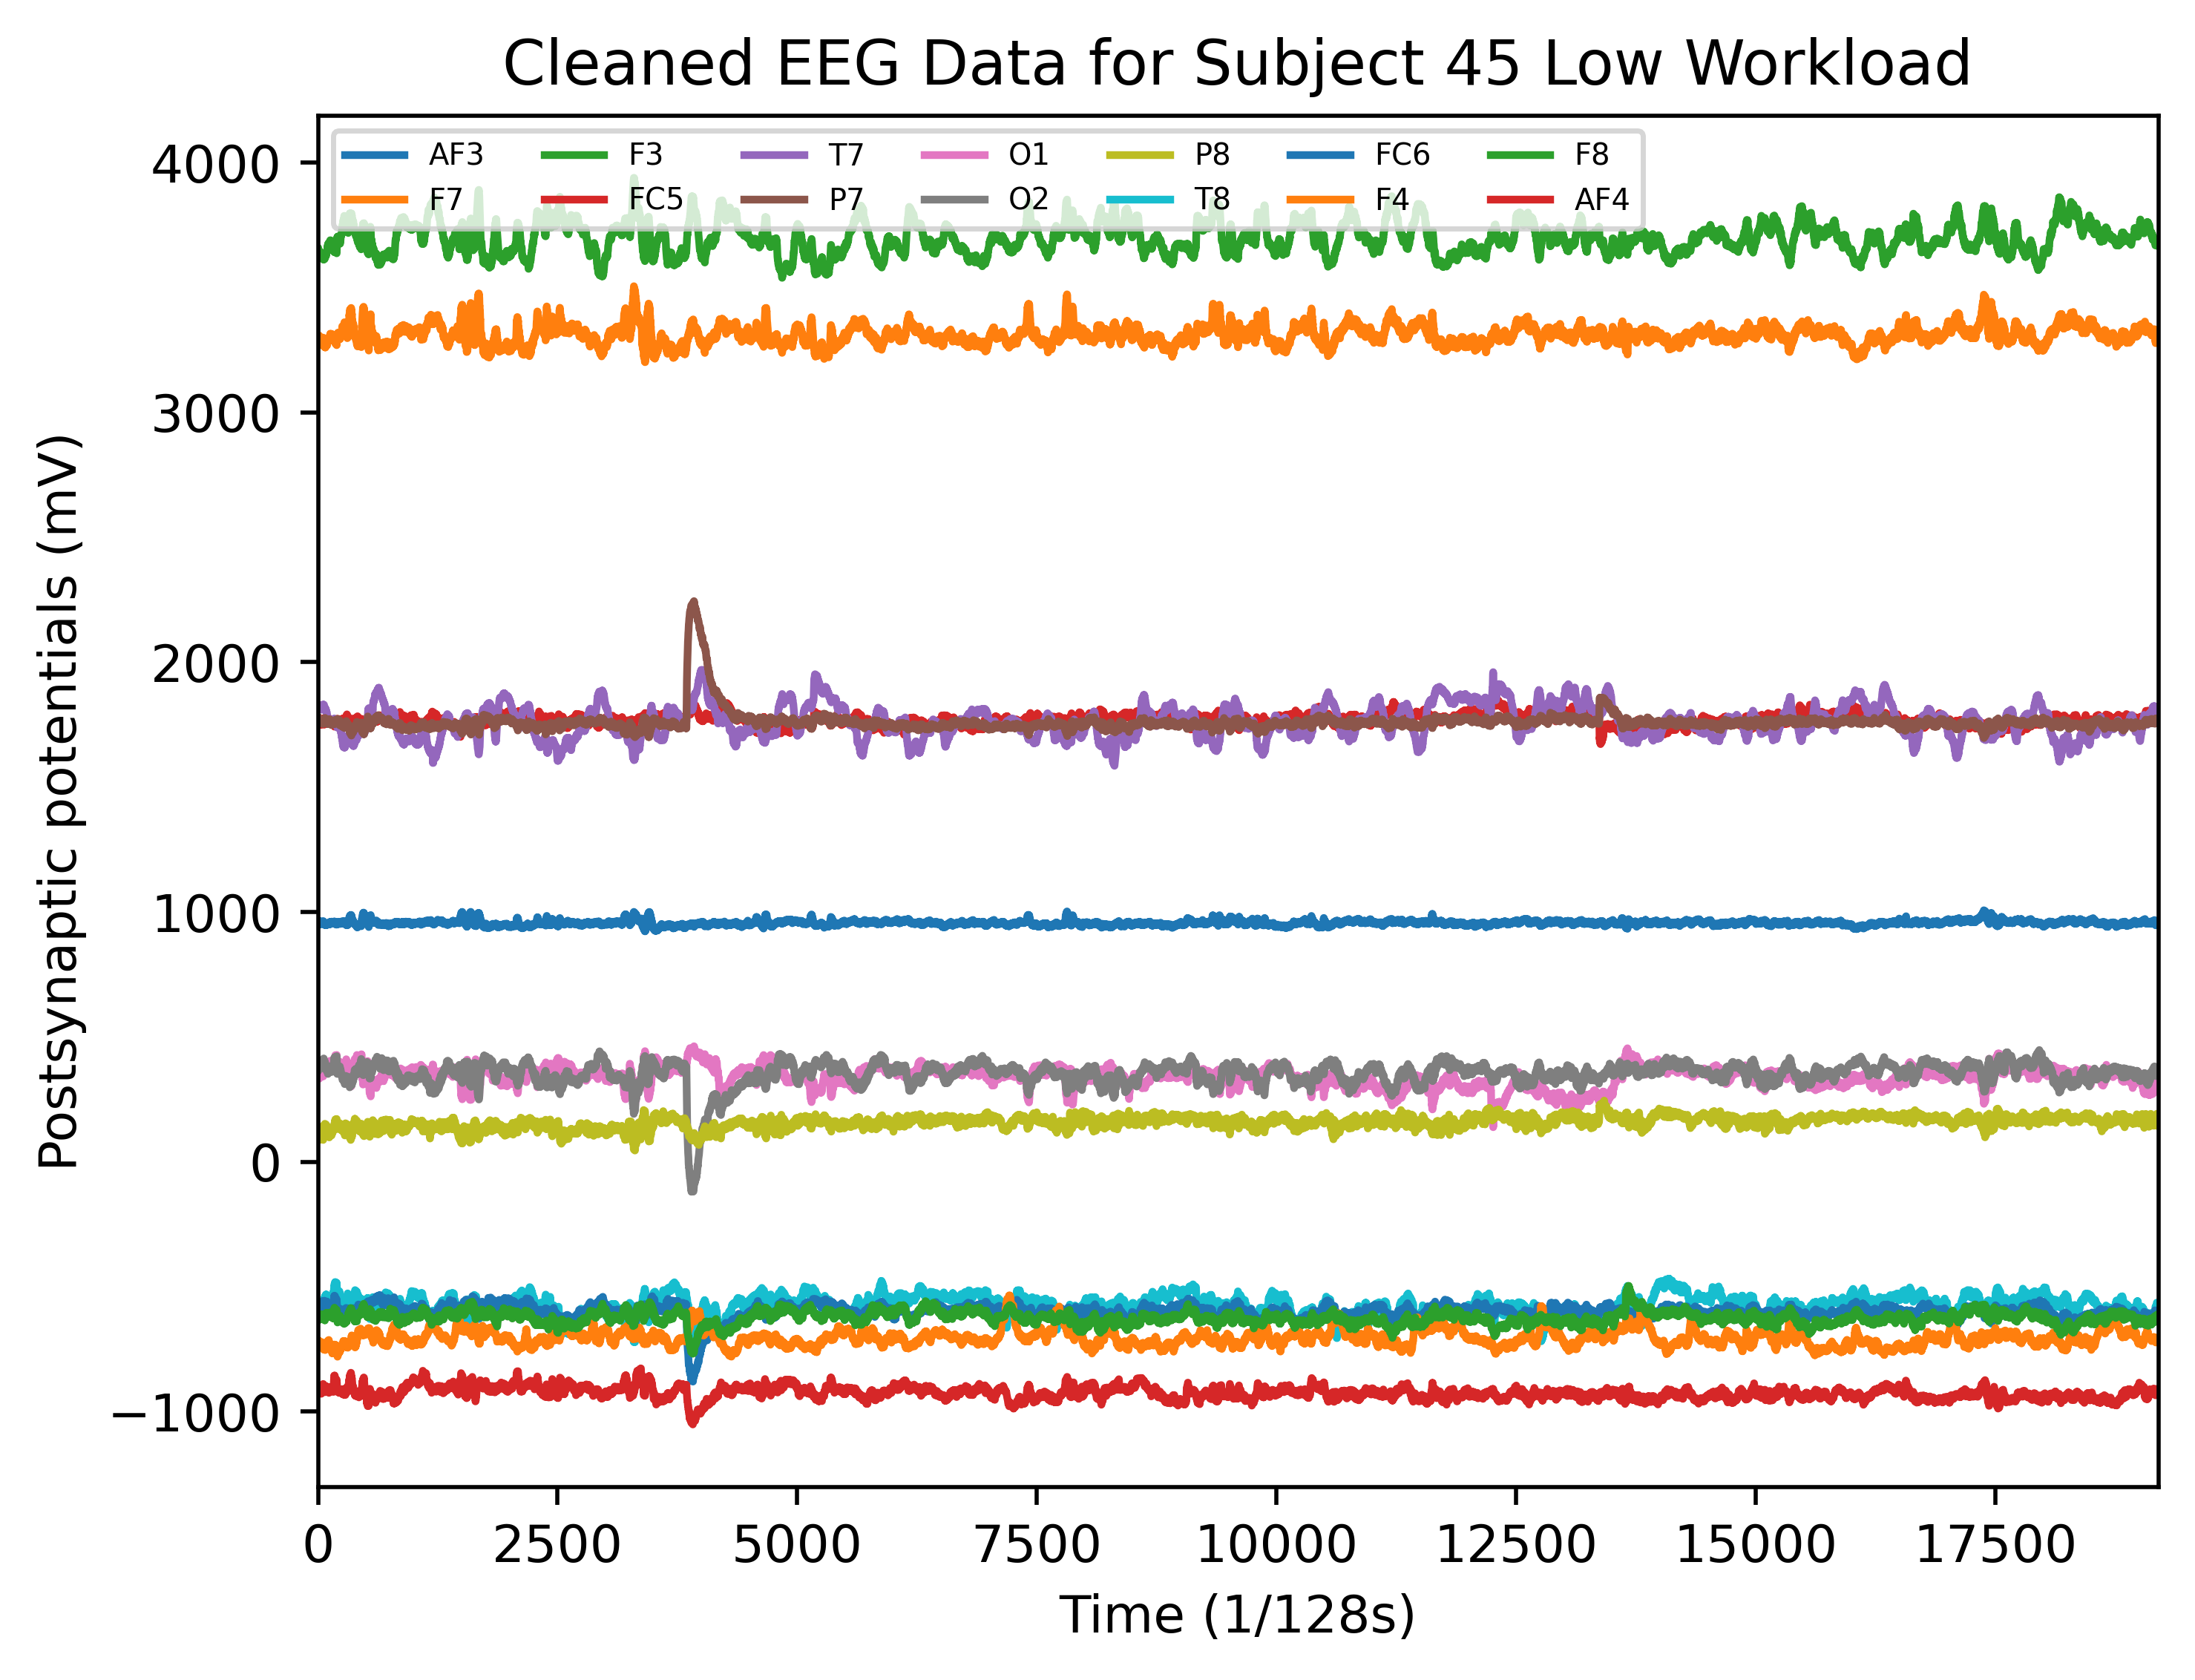 Cleaned EEG Data for Subject 45 Low Workload
AF3 F3 T7 O1 P8 FC6 F8
F7 FC5 P7 O2 T8 F4 AF4
4000
3000
2000
1000
0
−1000
Postsynaptic potentials (mV)
0 2500 5000 7500 10000 12500 15000 17500
Time (1/128s)